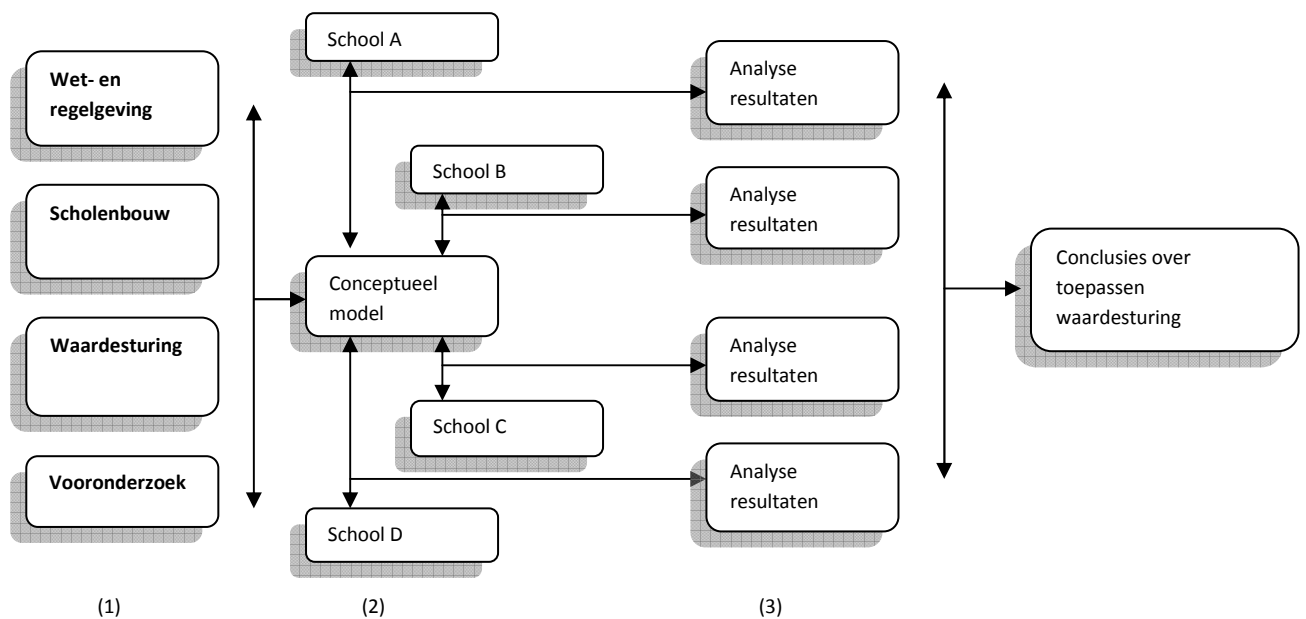 Wet- en
regelgeving
Scholenbouw
Waardesturing
Vooronderzoek
(1)
School A
School B
Conceptueel
model
School C
School D
(2)
Analyse
resultaten
Analyse
resultaten
Analyse
resultaten
Analyse
resultaten
(3)
Conclusies over
toepassen
waardesturing